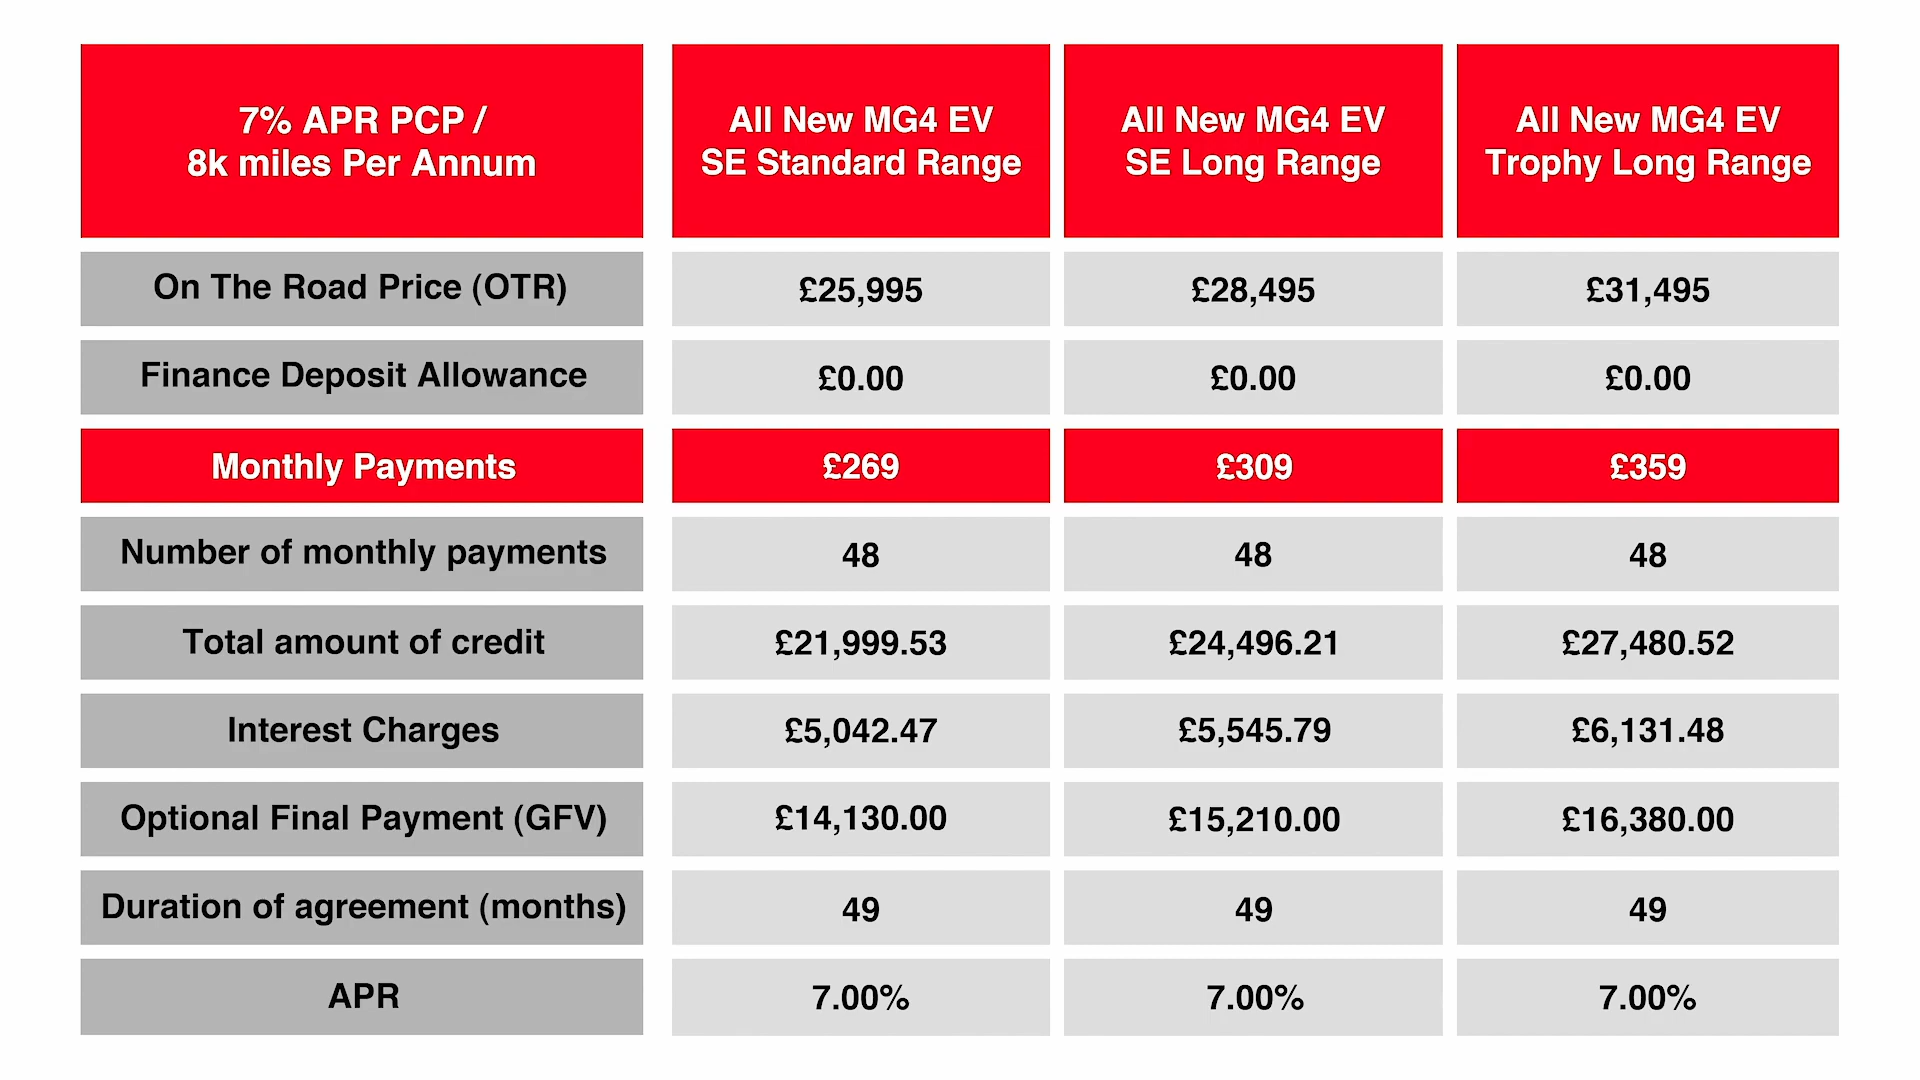 7% APR PCP /
8k miles Per Annum
All New MG4 EV
SE Standard Range
All New MG4 EV
SE Long Range
All New MG4 EV
Trophy Long Range
On The Road Price (OTR) £25,995 £28,495 £31,495
Finance Deposit Allowance £0.00 £0.00 £0.00
Monthly Payments £269 £309 £359
Number of monthly payments 48 48 48
Total amount of credit £21,999.53 £24,496.21 £27,480.52
Interest Charges £5,042.47 £5,545.79 £6,131.48
Optional Final Payment (GFV) £14,130.00 £15,210.00 £16,380.00
Duration of agreement (months) 49 49 49
APR 7.00% 7.00% 7.00%